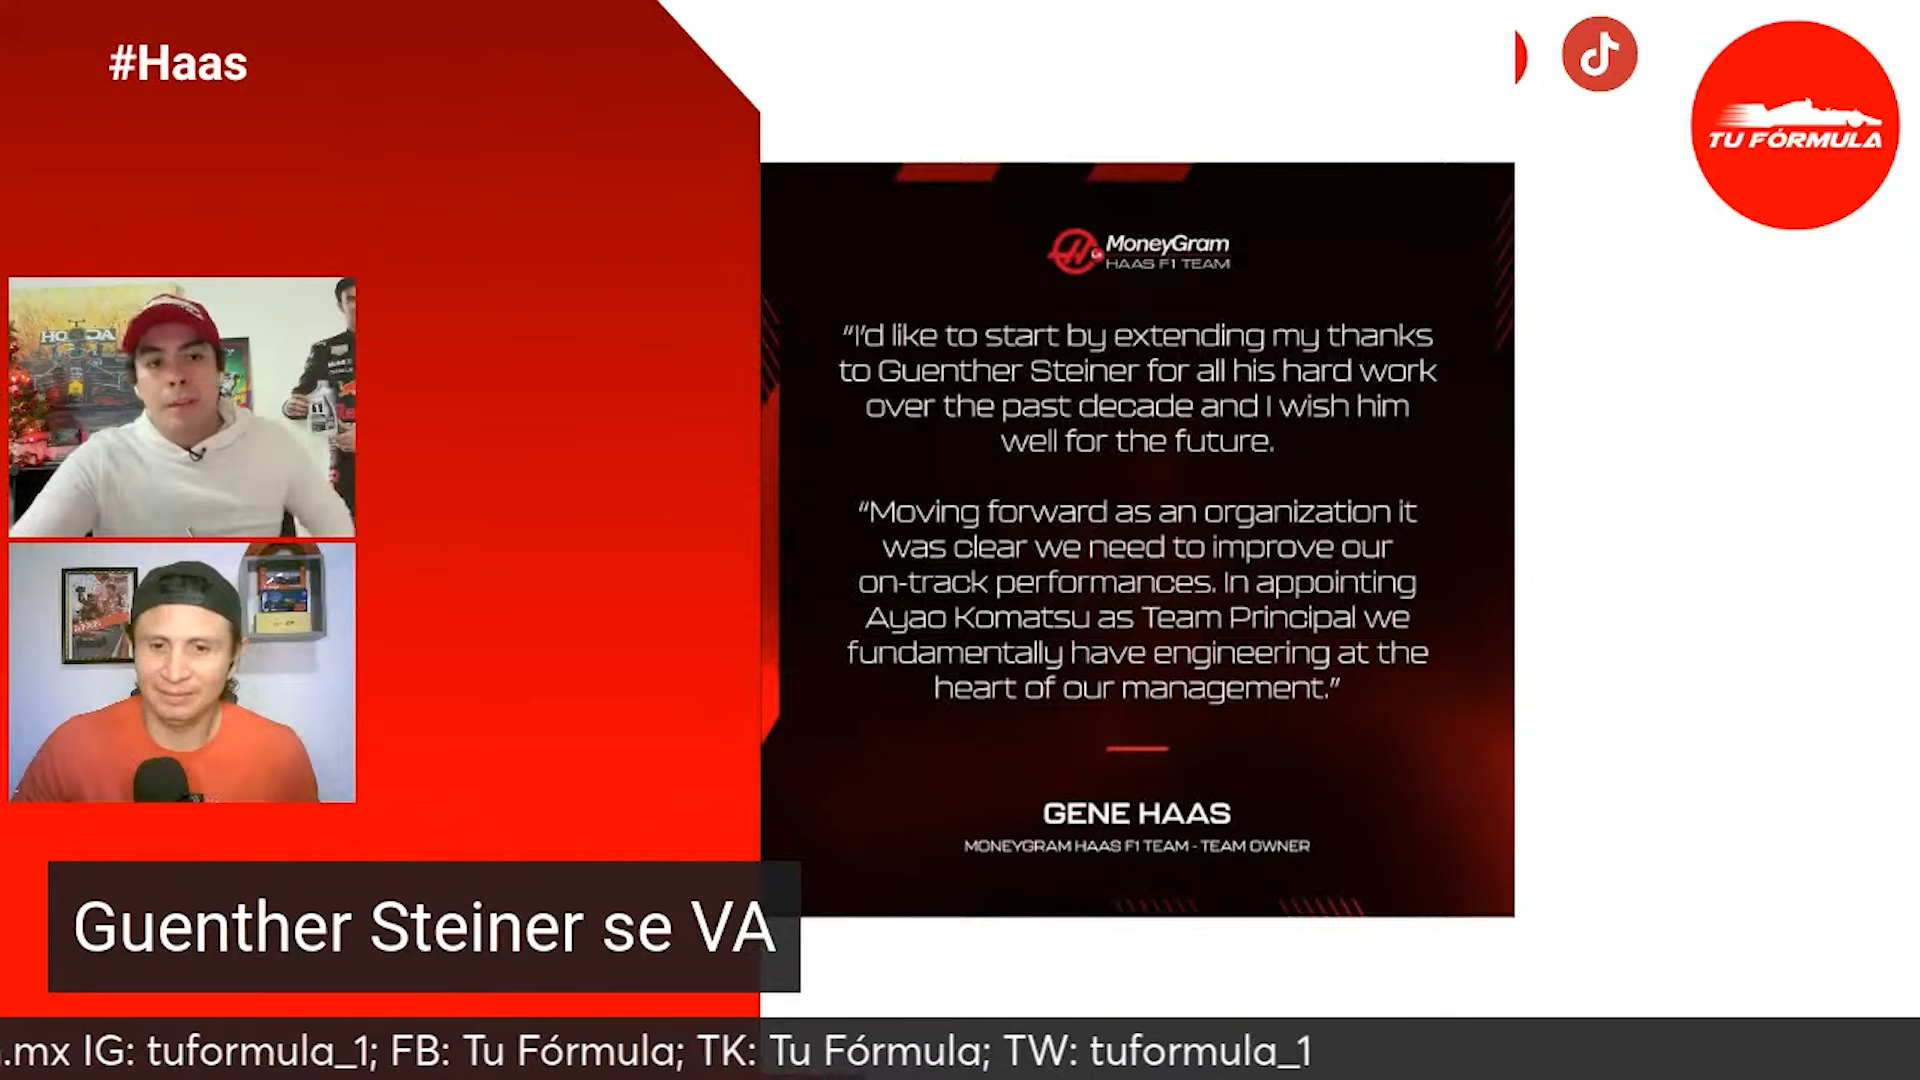 #Haas
TU FÓRMULA
MoneyGram
HAAS F1 TEAM
“I’d like to start by extending my thanks
to Guenther Steiner for all his hard work
over the past decade and I wish him
well for the future.
“Moving forward as an organization it
was clear we need to improve our
on-track performances. In appointing
Ayao Komatsu as Team Principal we
fundamentally have engineering at the
heart of our management.”
GENE HAAS
MONEYGRAM HAAS F1 TEAM - TEAM OWNER
Guenther Steiner se VA
.mx IG: tuformula_1; FB: Tu Fórmula; TK: Tu Fórmula; TW: tuformula_1